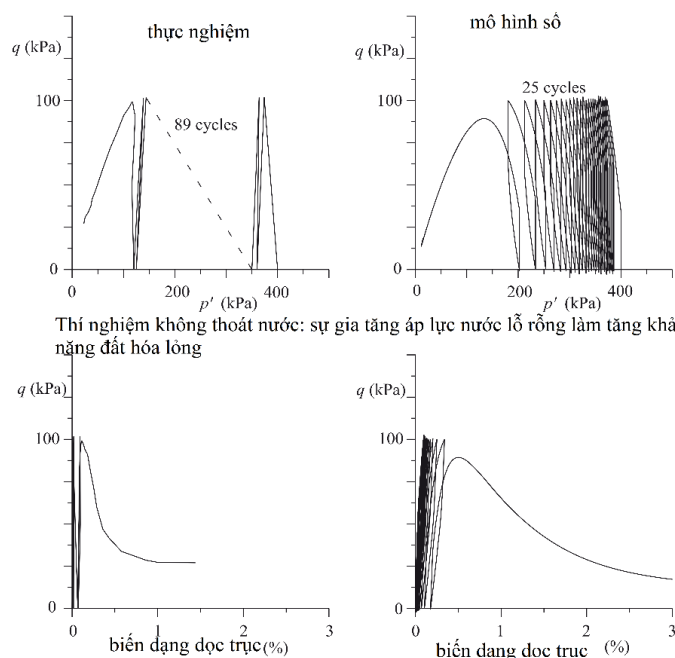 thực nghiệm
mô hình số
q (kPa)
100
0
89 cycles
0
200
400
p' (kPa)
q (kPa)
100
0
25 cycles
0
200
400
p' (kPa)
Thí nghiệm không thoát nước: sự gia tăng áp lực nước lỗ rỗng làm tăng khả
năng đất hóa lỏng
q (kPa)
100
0
0
1
2
3
biến dạng dọc trục (%)
q (kPa)
100
0
0
1
2
3
biến dạng dọc trục (%)